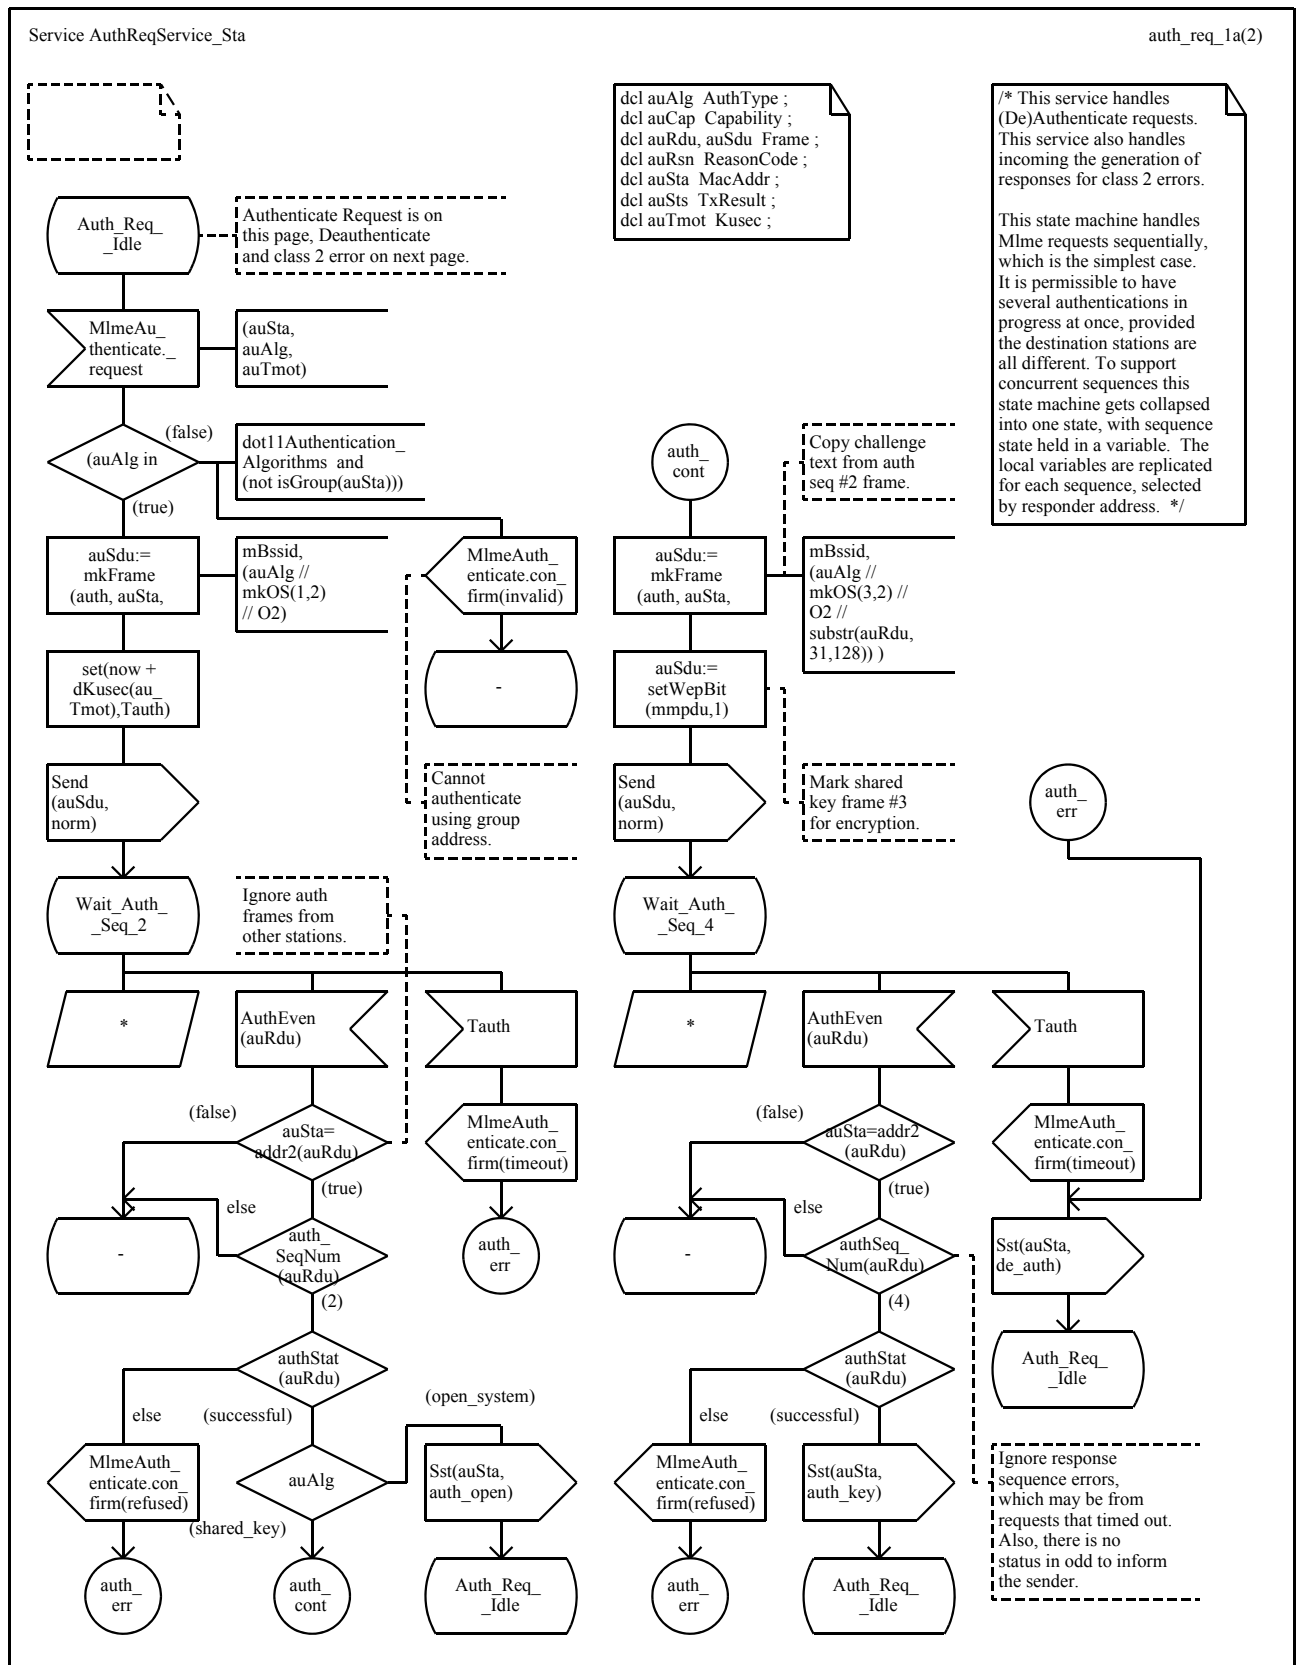 Service AuthReqService_Sta
auth_req_1a(2)
dcl auAlg  AuthType ;
dcl auCap  Capability ;
dcl auRdu, auSdu  Frame ;
dcl auRsn  ReasonCode ;
dcl auSta  MacAddr ;
dcl auSts  TxResult ;
dcl auTmot  Kusec ;
/* This service handles
(De)Authenticate requests.
This service also handles
incoming the generation of
responses for class 2 errors.
This state machine handles
Mlme requests sequentially,
which is the simplest case.
It is permissible to have
several authentications in
progress at once, provided
the destination stations are
all different. To support
concurrent sequences this
state machine gets collapsed
into one state, with sequence
state held in a variable.  The
local variables are replicated
for each sequence, selected
by responder address.  */
Auth_Req_
_Idle
Authenticate Request is on
this page, Deauthenticate
and class 2 error on next page.
MlmeAu_
thenticate._
request
(auSta,
auAlg,
auTmot)
(auAlg in
(false)
dot11Authentication_
Algorithms  and
(not isGroup(auSta)))
(true)
auSdu:=
mkFrame
(auth, auSta,
mBssid,
(auAlg //
mkOS(1,2)
// O2)
MlmeAuth_
enticate.con_
firm(invalid)
-
set(now +
dKusec(au_
Tmot),Tauth)
Send
(auSdu,
norm)
Cannot
authenticate
using group
address.
Wait_Auth_
_Seq_2
Ignore auth
frames from
other stations.
*
AuthEven
(auRdu)
Tauth
(false)
auSta=
addr2(auRdu)
MlmeAuth_
enticate.con_
firm(timeout)
(true)
else
-
auth_
SeqNum
(auRdu)
auth_
err
(2)
authStat
(auRdu)
else
(successful)
(open_system)
MlmeAuth_
enticate.con_
firm(refused)
auAlg
Sst(auSta,
auth_open)
(shared_key)
auth_
err
auth_
cont
Auth_Req_
_Idle
auth_
cont
Copy challenge
text from auth
seq #2 frame.
auSdu:=
mkFrame
(auth, auSta,
mBssid,
(auAlg //
mkOS(3,2) //
O2 //
substr(auRdu,
31,128)) )
auSdu:=
setWepBit
(mmpdu,1)
Send
(auSdu,
norm)
Mark shared
key frame #3
for encryption.
auth_
err
Wait_Auth_
_Seq_4
*
AuthEven
(auRdu)
Tauth
(false)
auSta=addr2
(auRdu)
MlmeAuth_
enticate.con_
firm(timeout)
(true)
else
-
authSeq_
Num(auRdu)
Sst(auSta,
de_auth)
(4)
authStat
(auRdu)
Auth_Req_
_Idle
else
(successful)
MlmeAuth_
enticate.con_
firm(refused)
Sst(auSta,
auth_key)
Ignore response
sequence errors,
which may be from
requests that timed out.
Also, there is no
status in odd to inform
the sender.
auth_
err
Auth_Req_
_Idle